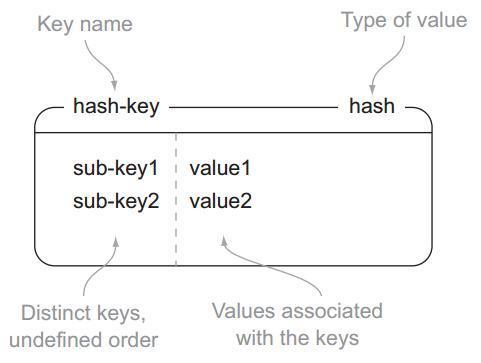 Key name
Type of value
hash-key
hash
sub-key1 value1
sub-key2 value2
Distinct keys,
undefined order
Values associated
with the keys